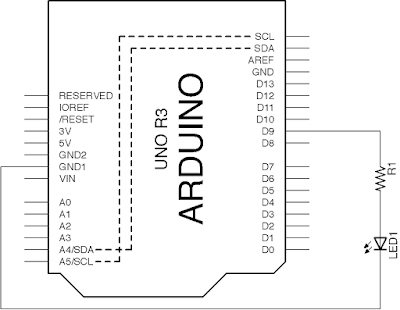 SCL
SDA
AREF
GND
D13
D12
D11
D10
D9
D8
D7
D6
D5
D4
D3
D2
D1
D0
RESERVED
IOREF
/RESET
3V
5V
GND2
GND1
VIN
A0
A1
A2
A3
A4/SDA
A5/SCL
UNO R3
ARDUINO
R1
LED1